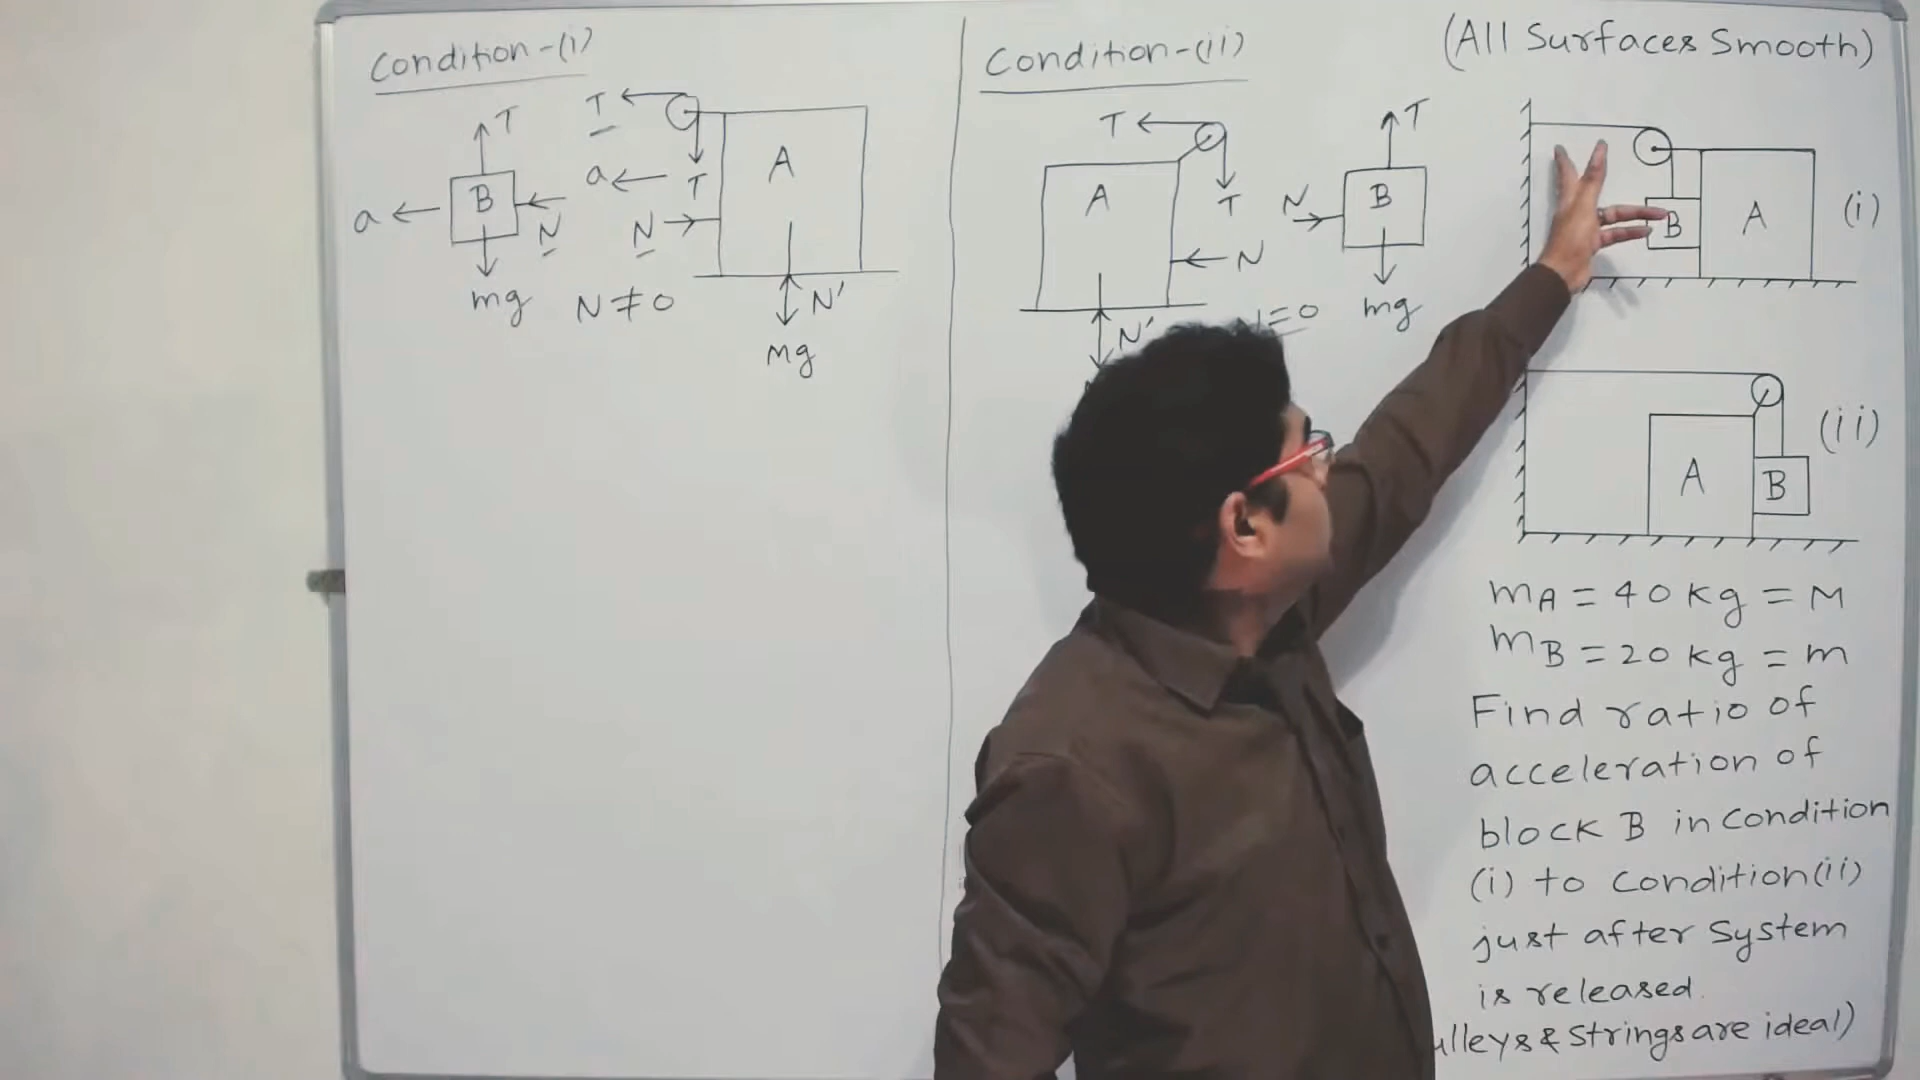 Condition-(i)
T
T
B
A
a
a
T
N
N
mg
N ≠ 0
N'
Mg
Condition-(ii)
T
T
A
B
T
N
N
N'
=0
mg
(All Surfaces Smooth)
B
A
(i)
A
B
(ii)
mA = 40 kg = M
mB = 20 kg = m
Find ratio of
acceleration of
block B in condition
(i) to condition(ii)
just after System
is released.
& Strings are ideal)